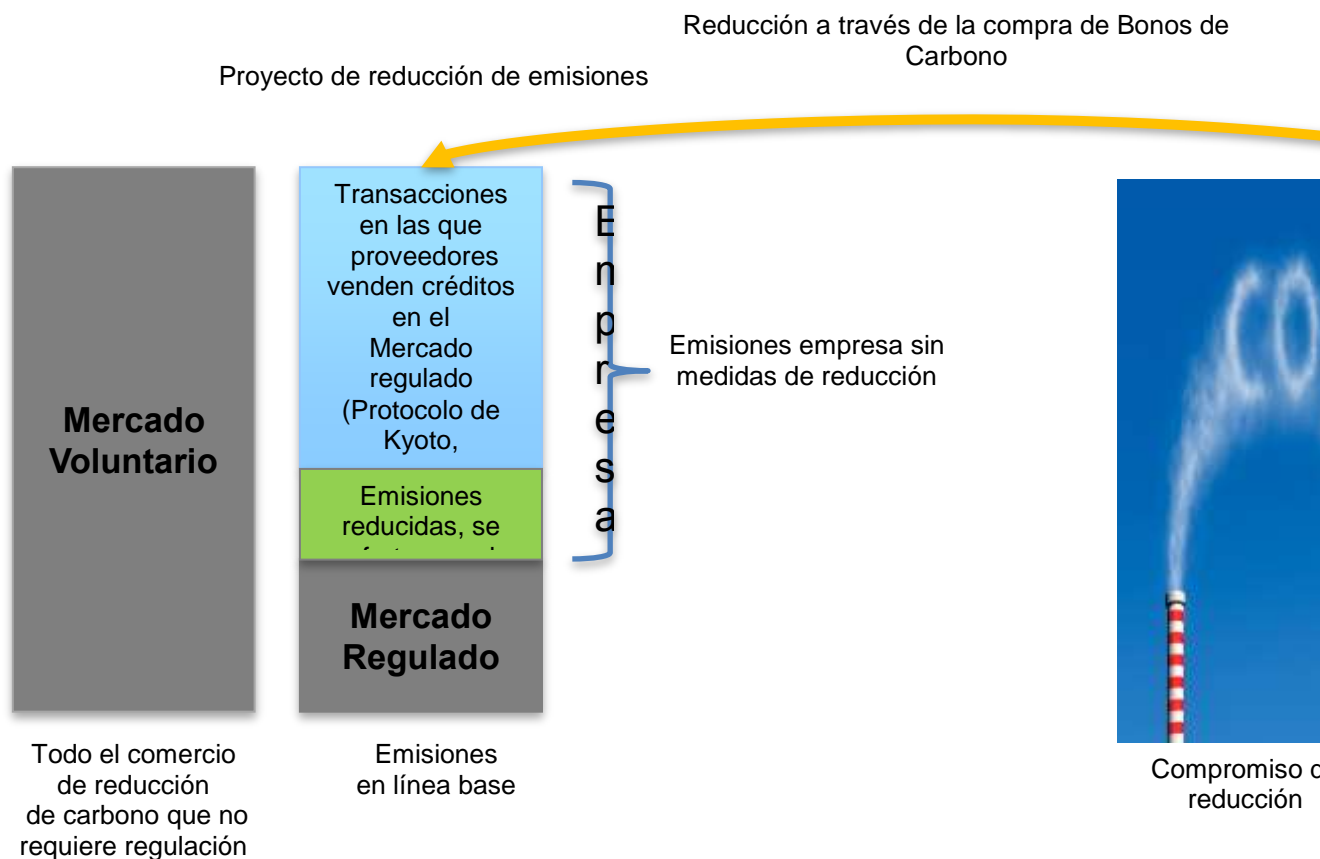 Reducción a través de la compra de Bonos de
Carbono
Proyecto de reducción de emisiones
Transacciones
en las que
proveedores
venden créditos
en el
Mercado
regulado
(Protocolo de
Kyoto,
Emisiones
reducidas, se
Mercado
Voluntario
Mercado
Regulado
E
n
p
r
e
s
a
Emisiones empresa sin
medidas de reducción
CO
Todo el comercio
de reducción
de carbono que no
requiere regulación
Emisiones
en línea base
Compromiso
reducción